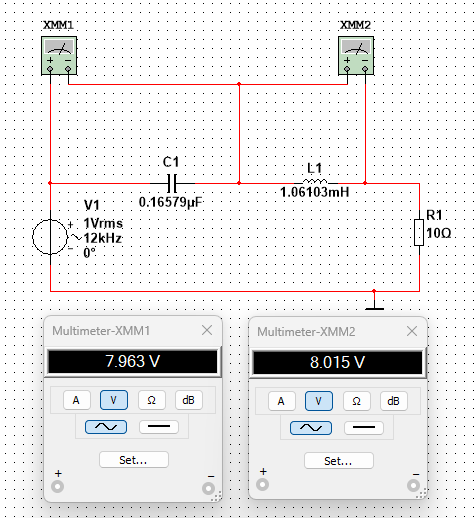 XMM1
XMM2
C1
0.16579µF
L1
1.06103mH
V1
1Vrms
12kHz
0°
R1
10Ω
Multimeter-XMM1
7.963 V
A V Ω dB
Set...
+ −
Multimeter-XMM2
8.015 V
A V Ω dB
Set...
+ −